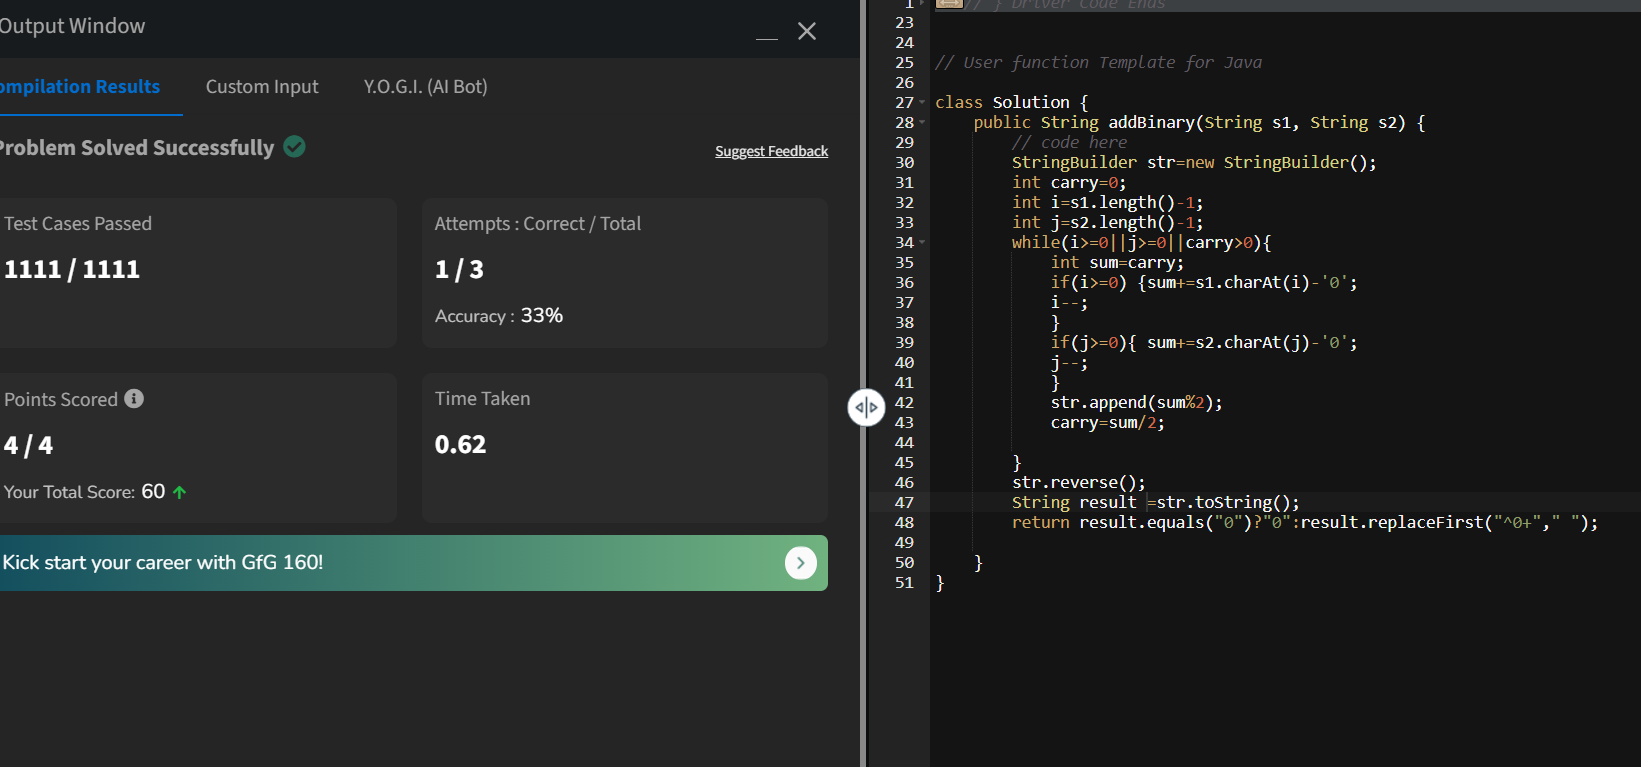 Output Window
ompilation Results
Custom Input
Y.O.G.I. (AI Bot)
Problem Solved Successfully
Suggest Feedback
Test Cases Passed
1111 / 1111
Attempts : Correct / Total
1 / 3
Accuracy : 33%
Points Scored
4 / 4
Your Total Score: 60
Time Taken
0.62
Kick start your career with GfG 160!
1 // } Driver Code Ends
23
24
25 // User function Template for Java
26
27 class Solution {
28 public String addBinary(String s1, String s2) {
29 // code here
30 StringBuilder str=new StringBuilder();
31 int carry=0;
32 int i=s1.length()-1;
33 int j=s2.length()-1;
34 while(i>=0||j>=0||carry>0){
35 int sum=carry;
36 if(i>=0) {sum+=s1.charAt(i)-'0';
37 i--;
38 }
39 if(j>=0){ sum+=s2.charAt(j)-'0';
40 j--;
41 }
42 str.append(sum%2);
43 carry=sum/2;
44
45 }
46 str.reverse();
47 String result =str.toString();
48 return result.equals("0")?"0":result.replaceFirst("^0+"," ");
49
50 }
51 }